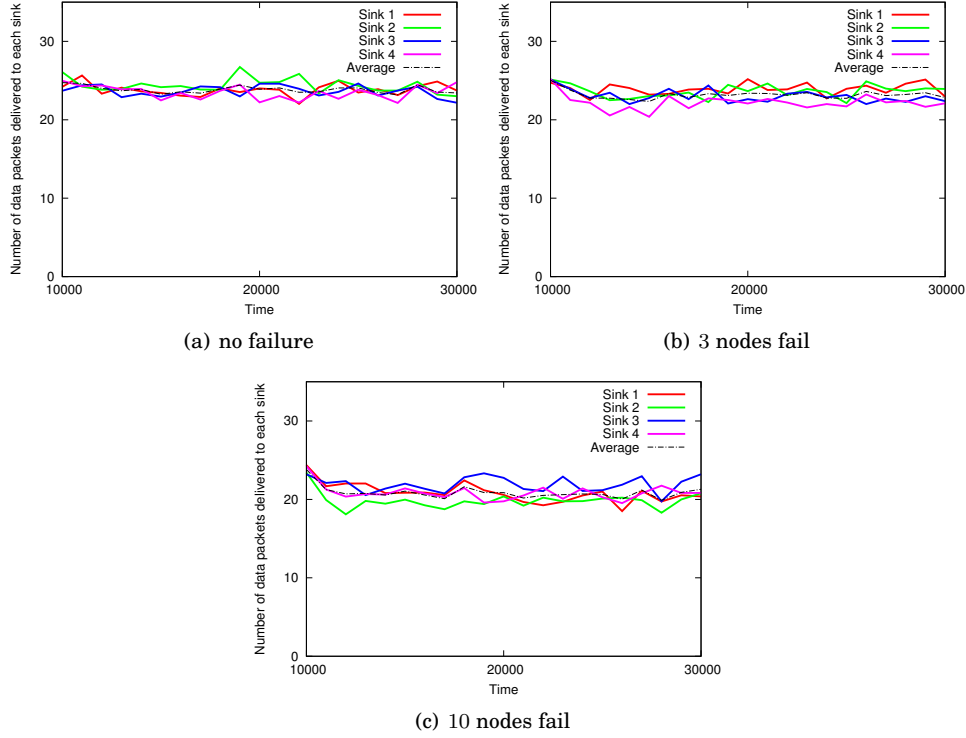 Number of data packets delivered to each sink
30
20
10
0
10000
20000
30000
Time
Sink 1
Sink 2
Sink 3
Sink 4
Average
(a) no failure
Number of data packets delivered to each sink
30
20
10
0
10000
20000
30000
Time
Sink 1
Sink 2
Sink 3
Sink 4
Average
(b) 3 nodes fail
Number of data packets delivered to each sink
30
20
10
0
10000
20000
30000
Time
Sink 1
Sink 2
Sink 3
Sink 4
Average
(c) 10 nodes fail